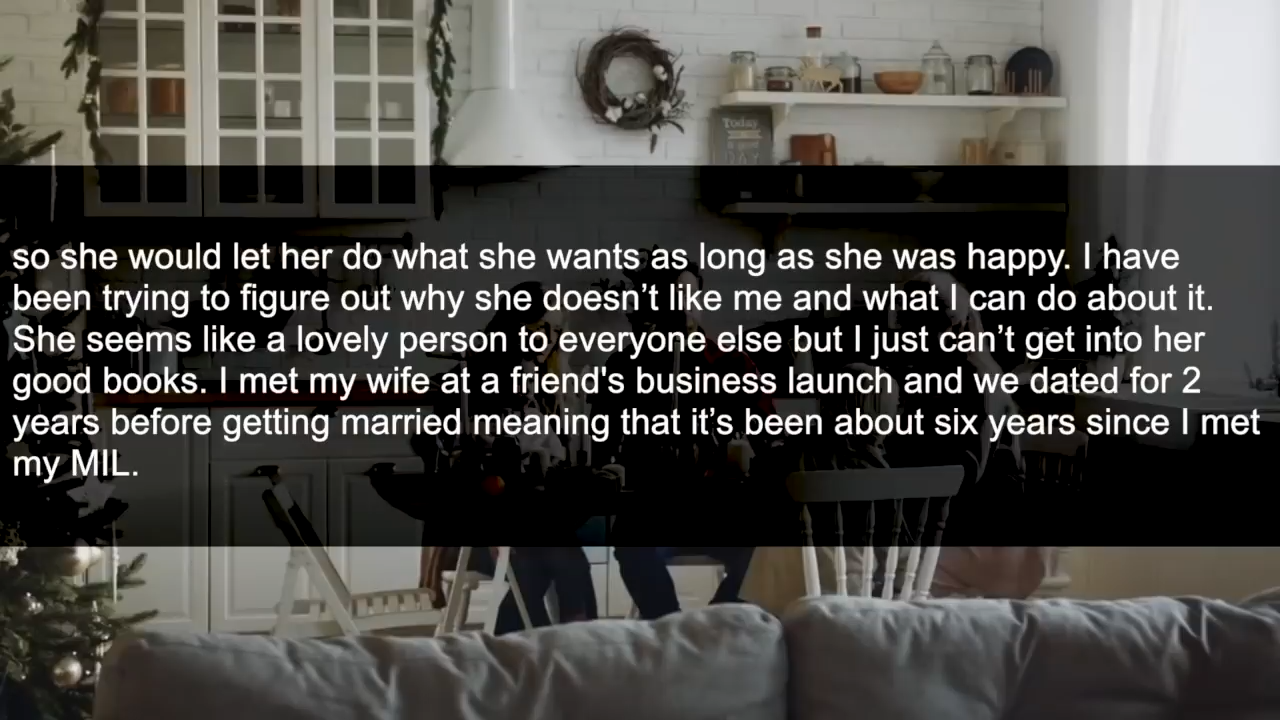 Today
DAY
so she would let her do what she wants as long as she was happy. I have
been trying to figure out why she doesn’t like me and what I can do about it.
She seems like a lovely person to everyone else but I just can’t get into her
good books. I met my wife at a friend's business launch and we dated for 2
years before getting married meaning that it’s been about six years since I met
my MIL.